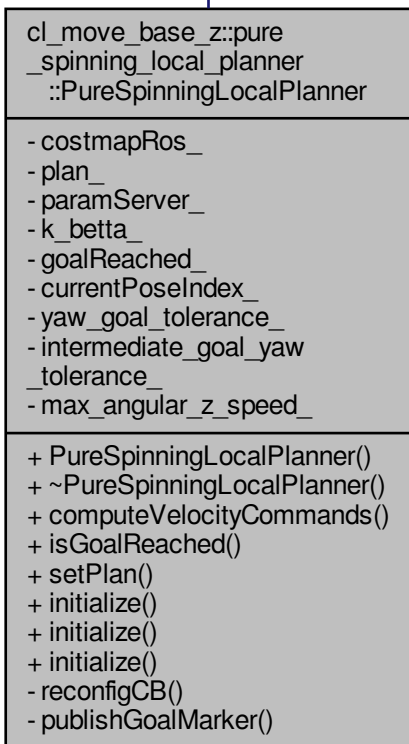 cl_move_base_z::pure
_spinning_local_planner
::PureSpinningLocalPlanner
- costmapRos_
- plan_
- paramServer_
- k_betta_
- goalReached_
- currentPoseIndex_
- yaw_goal_tolerance_
- intermediate_goal_yaw
_tolerance_
- max_angular_z_speed_
+ PureSpinningLocalPlanner()
+ ~PureSpinningLocalPlanner()
+ computeVelocityCommands()
+ isGoalReached()
+ setPlan()
+ initialize()
+ initialize()
+ initialize()
- reconfigCB()
- publishGoalMarker()